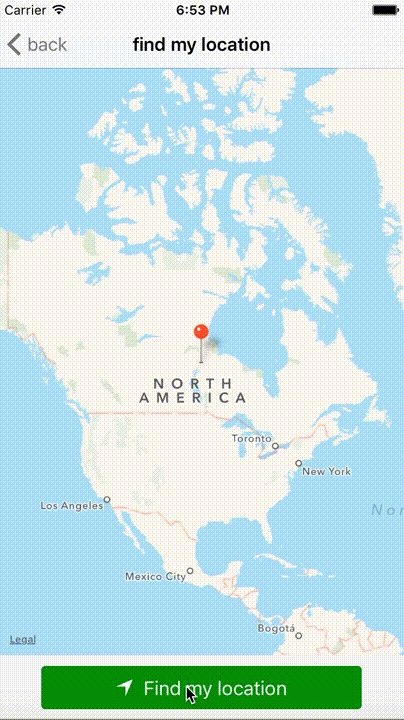 Carrier 6:53 PM
back find my location
NORTH
AMERICA
Toronto
New York
Los Angeles
Nor
Mexico City
Bogotá
Legal
Find my location